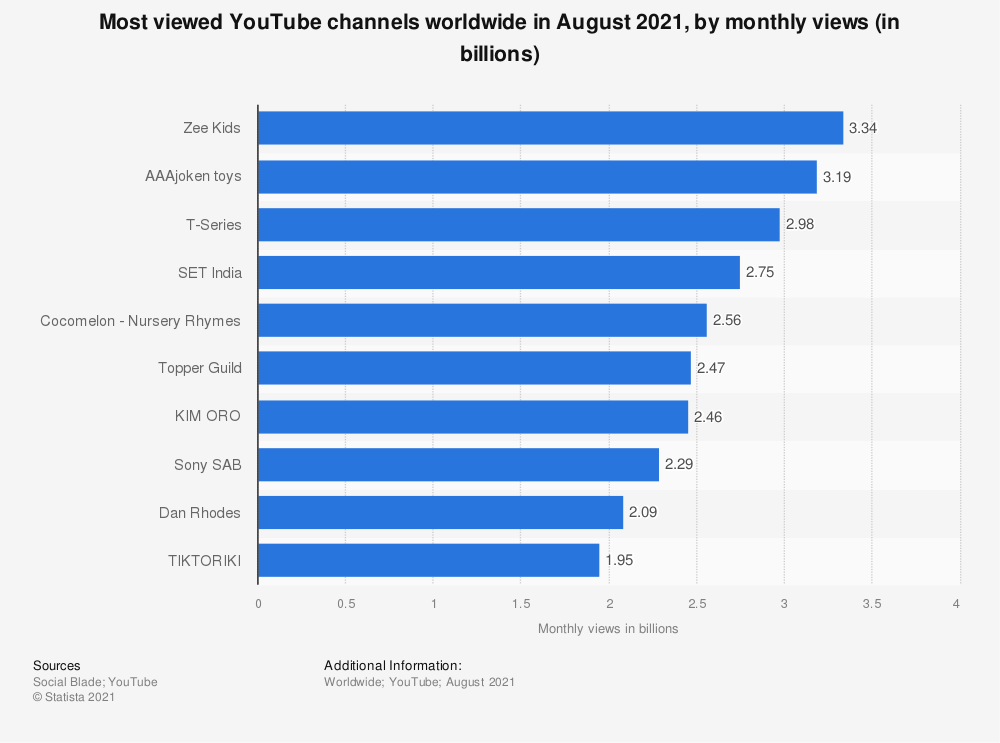 Most viewed YouTube channels worldwide in August 2021, by monthly views (in
billions)
Zee Kids 3.34
AAAjoken toys 3.19
T-Series 2.98
SET India 2.75
Cocomelon - Nursery Rhymes 2.56
Topper Guild 2.47
KIM ORO 2.46
Sony SAB 2.29
Dan Rhodes 2.09
TIKTORIKI 1.95
0 0.5 1 1.5 2 2.5 3 3.5 4
Monthly views in billions
Sources
Social Blade; YouTube
© Statista 2021
Additional Information:
Worldwide; YouTube; August 2021